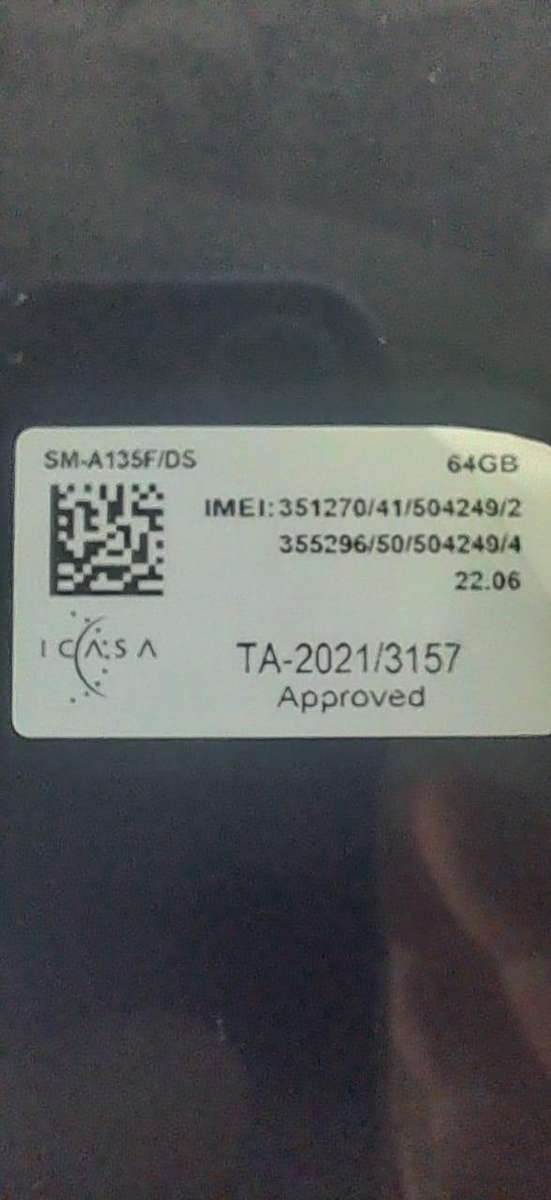 SM-A135F/DS
64GB
IMEI: 351270/41/504249/2
355296/50/504249/4
22.06
ICASA
TA-2021/3157
Approved